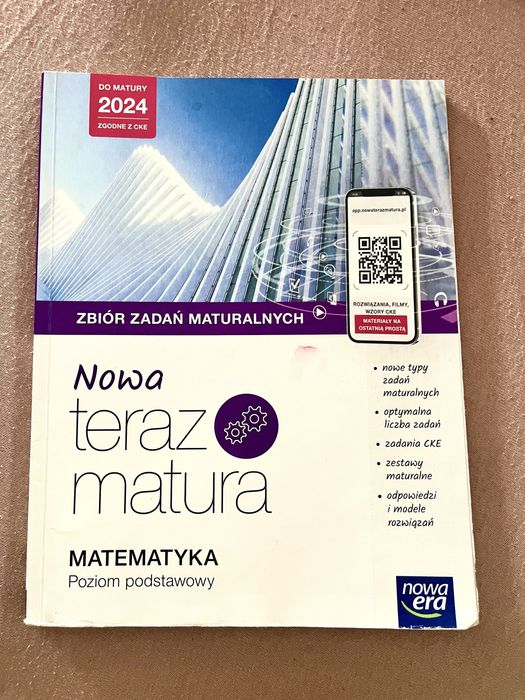 DO MATURY
2024
ZGODNE Z CKE
app.nowaterazmatura.pl
ROZWIĄZANIA, FILMY,
WZORY CKE
MATERIAŁY NA
OSTATNIĄ PROSTĄ
ZBIÓR ZADAŃ MATURALNYCH
Nowa
teraz
matura
• nowe typy
zadań
maturalnych
• optymalna
liczba zadań
• zadania CKE
• zestawy
maturalne
• odpowiedzi
i modele
rozwiązań
MATEMATYKA
Poziom podstawowy
nowa
era